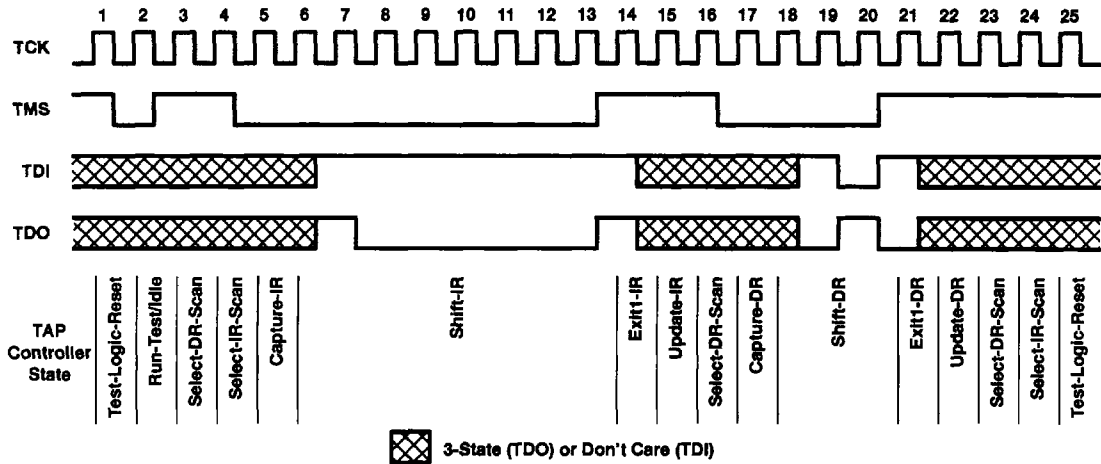 1 2 3 4 5 6 7 8 9 10 11 12 13 14 15 16 17 18 19 20 21 22 23 24 25
TCK
TMS
TDI
TDO
TAP
Controller
State
Test-Logic-Reset
Run-Test/Idle
Select-DR-Scan
Select-IR-Scan
Capture-IR
Shift-IR
Exit1-IR
Update-IR
Select-DR-Scan
Capture-DR
Shift-DR
Exit1-DR
Update-DR
Select-DR-Scan
Select-IR-Scan
Test-Logic-Reset
3-State (TDO) or Don't Care (TDI)